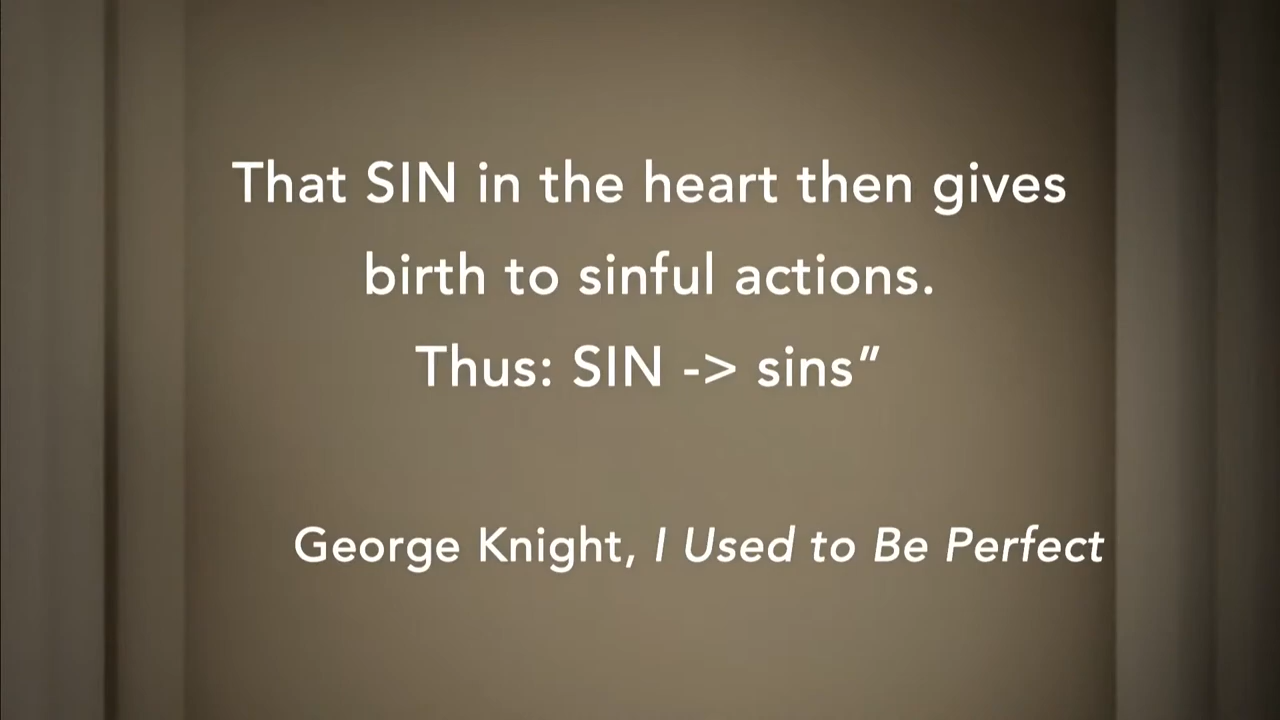 That SIN in the heart then gives
birth to sinful actions.
Thus: SIN -> sins”
George Knight, I Used to Be Perfect